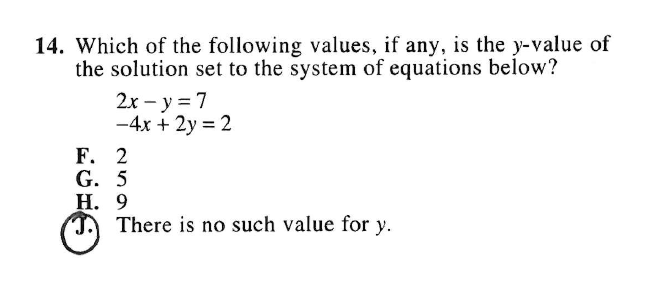 14. Which of the following values, if any, is the y-value of
the solution set to the system of equations below?
2x – y = 7
–4x + 2y = 2
F. 2
G. 5
H. 9
J. There is no such value for y.